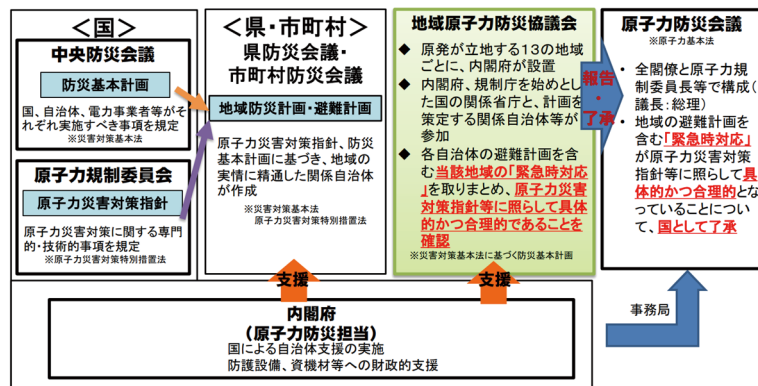 ＜国＞
中央防災会議
防災基本計画
国、自治体、電力事業者等がそ
れぞれ実施すべき事項を規定
※災害対策基本法
原子力規制委員会
原子力災害対策指針
原子力災害対策に関する専門
的・技術的事項を規定
※原子力災害対策特別措置法
＜県・市町村＞
県防災会議・
市町村防災会議
地域防災計画・避難計画
原子力災害対策指針、防災
基本計画に基づき、地域の
実情に精通した関係自治体
が作成
※災害対策基本法
原子力災害対策特別措置法
地域原子力防災協議会
◆ 原発が立地する13の地域
ごとに、内閣府が設置
◆ 内閣府、規制庁を始めとし
た国の関係省庁と、計画を
策定する関係自治体等が
参加
◆ 各自治体の避難計画を含
む当該地域の「緊急時対応」
を取りまとめ、原子力災害
対策指針等に照らして具体
的かつ合理的であることを
確認
※災害対策基本法に基づく防災基本計画
報告・了承
原子力防災会議
※原子力基本法
・ 全閣僚と原子力規
制委員長等で構成（
議長：総理）
・ 地域の避難計画を
含む「緊急時対応」
が原子力災害対策
指針等に照らして具
体的かつ合理的とな
っていることについ
て、国として了承
支援
支援
内閣府
（原子力防災担当）
国による自治体支援の実施
防護設備、資機材等への財政的支援
事務局